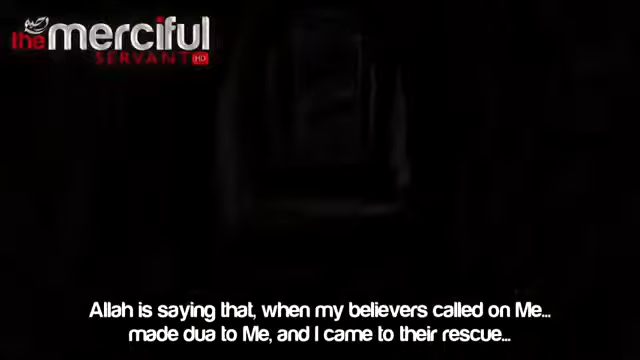 the merciful
SERVANT HD
Allah is saying that, when my believers called on Me...
made dua to Me, and I came to their rescue...